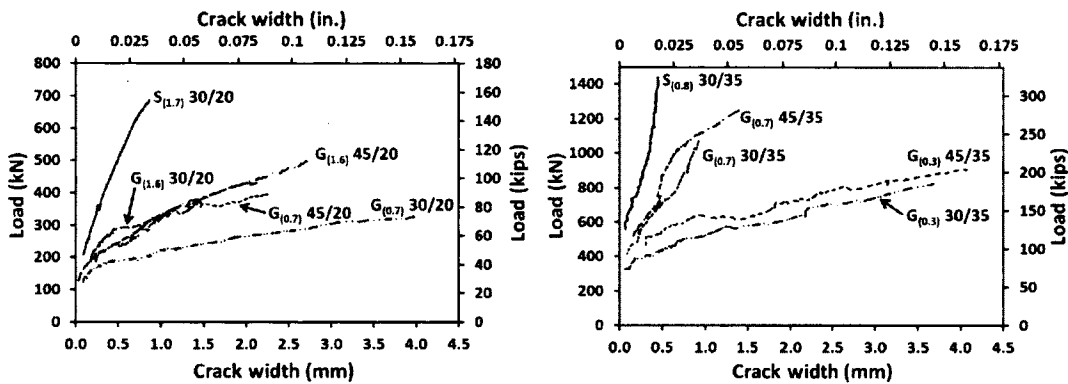 Crack width (in.)
0 0.025 0.05 0.075 0.1 0.125 0.15 0.175
800
700
600
500
400
300
200
100
0
Load (kN)
180
160
140
120
100
80
60
40
20
0
Load (kips)
S(1.7) 30/20
G(1.6) 45/20
G(1.6) 30/20
G(0.7) 45/20
G(0.7) 30/20
0.0 0.5 1.0 1.5 2.0 2.5 3.0 3.5 4.0 4.5
Crack width (mm)
Crack width (in.)
0 0.025 0.05 0.075 0.1 0.125 0.15 0.175
1400
1200
1000
800
600
400
200
0
Load (kN)
300
250
200
150
100
50
0
Load (kips)
S(0.8) 30/35
G(0.7) 45/35
G(0.7) 30/35
G(0.3) 45/35
G(0.3) 30/35
0.0 0.5 1.0 1.5 2.0 2.5 3.0 3.5 4.0 4.5
Crack width (mm)